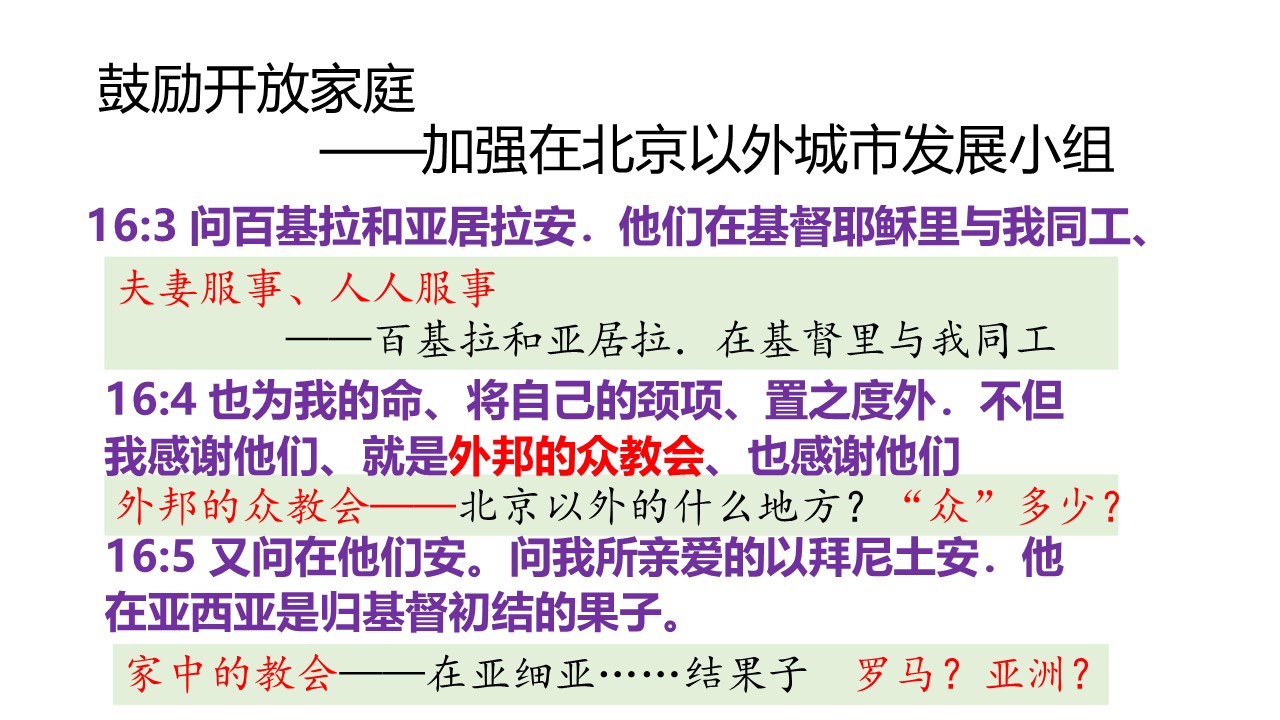 鼓励开放家庭
——加强在北京以外城市发展小组
16:3 问百基拉和亚居拉安．他们在基督耶稣里与我同工、
夫妻服事、人人服事
——百基拉和亚居拉．在基督里与我同工
16:4 也为我的命、将自己的颈项、置之度外．不但
我感谢他们、就是外邦的众教会、也感谢他们
外邦的众教会——北京以外的什么地方？“众”多少？
16:5 又问在他们安。问我所亲爱的以拜尼土安．他
在亚西亚是归基督初结的果子。
家中的教会——在亚细亚……结果子 罗马？亚洲？